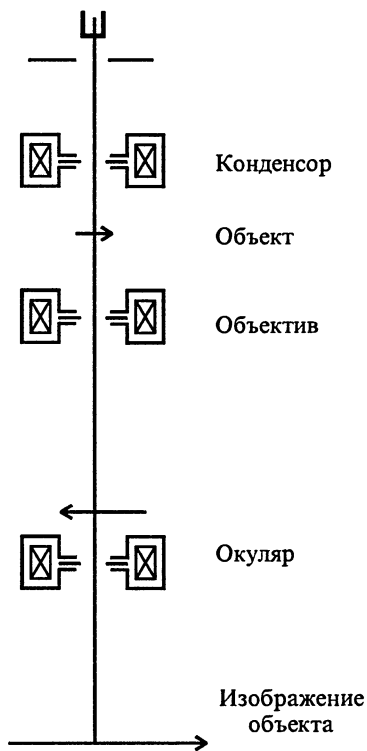 Конденсор
Объект
Объектив
Окуляр
Изображение
объекта